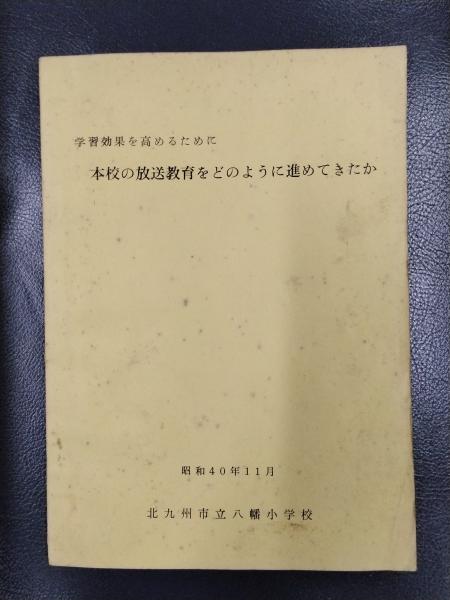 学習効果を高めるために
本校の放送教育をどのように進めてきたか
昭和40年11月
北九州市立八幡小学校